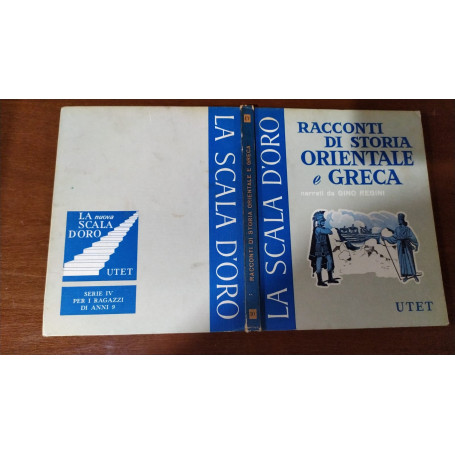 LA nuova
SCALA
D'ORO
UTET
SERIE IV
PER I RAGAZZI
DI ANNI 9
LA SCALA D'ORO
RACCONTI DI STORIA ORIENTALE E GRECA
LA SCALA D'ORO
RACCONTI
DI STORIA
ORIENTALE
e GRECA
narrati da GINO REGINI
UTET